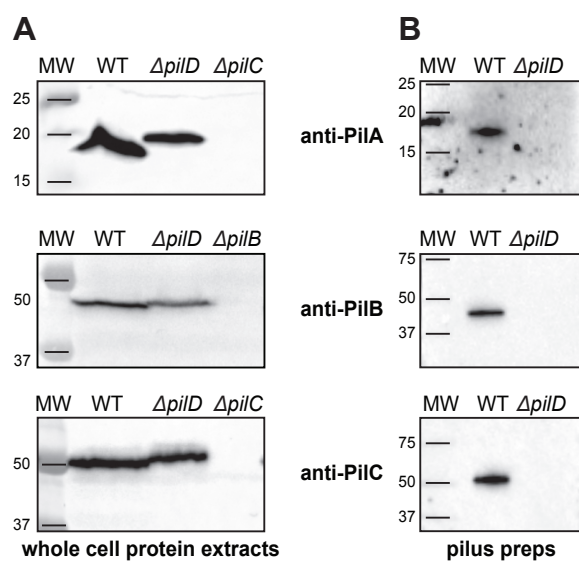 A
B
MW WT ΔpilD ΔpilC
MW WT ΔpilD
25
20
15
anti-PilA
25
20
15
MW WT ΔpilD ΔpilB
MW WT ΔpilD
50
37
anti-PilB
75
50
37
MW WT ΔpilD ΔpilC
MW WT ΔpilD
50
37
anti-PilC
75
50
37
whole cell protein extracts
pilus preps